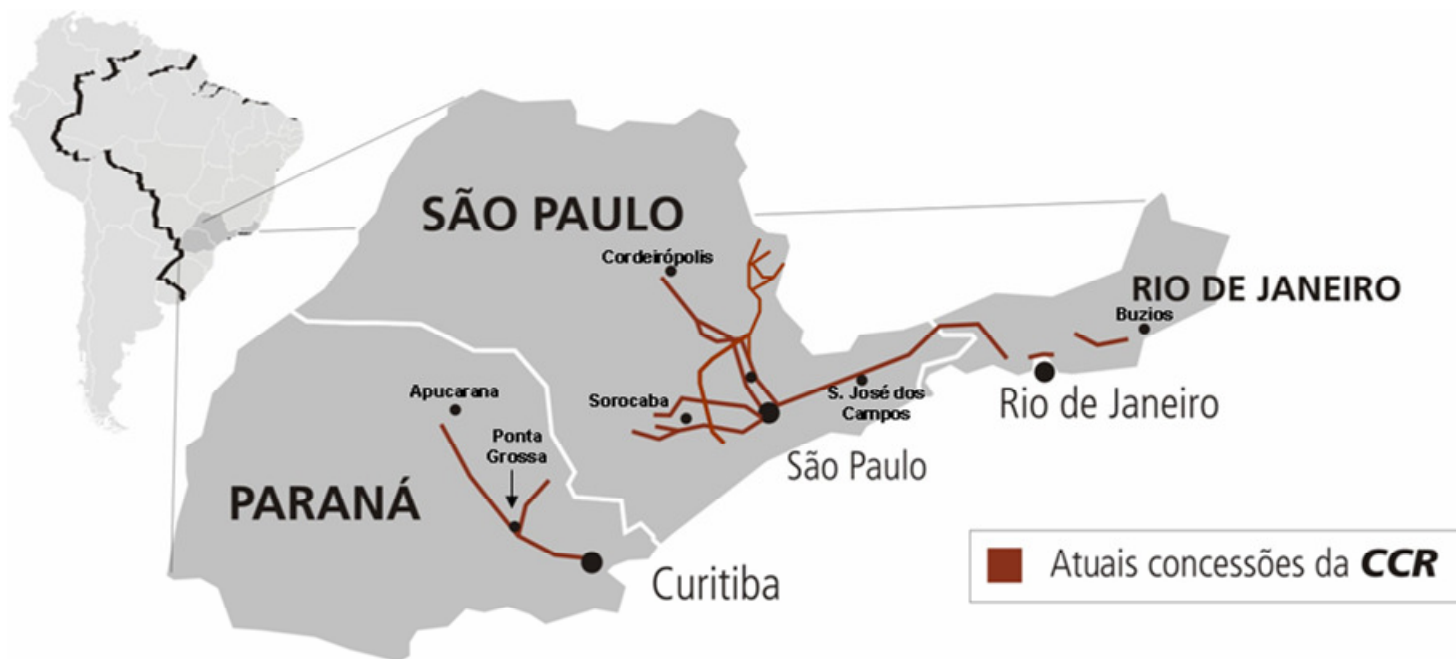 SÃO PAULO
Cordeirópolis
RIO DE JANEIRO
Buzios
Apucarana
Sorocaba
S. José dos
Campos
Rio de Janeiro
Ponta
Grossa
São Paulo
PARANÁ
Curitiba
Atuais concessões da CCR